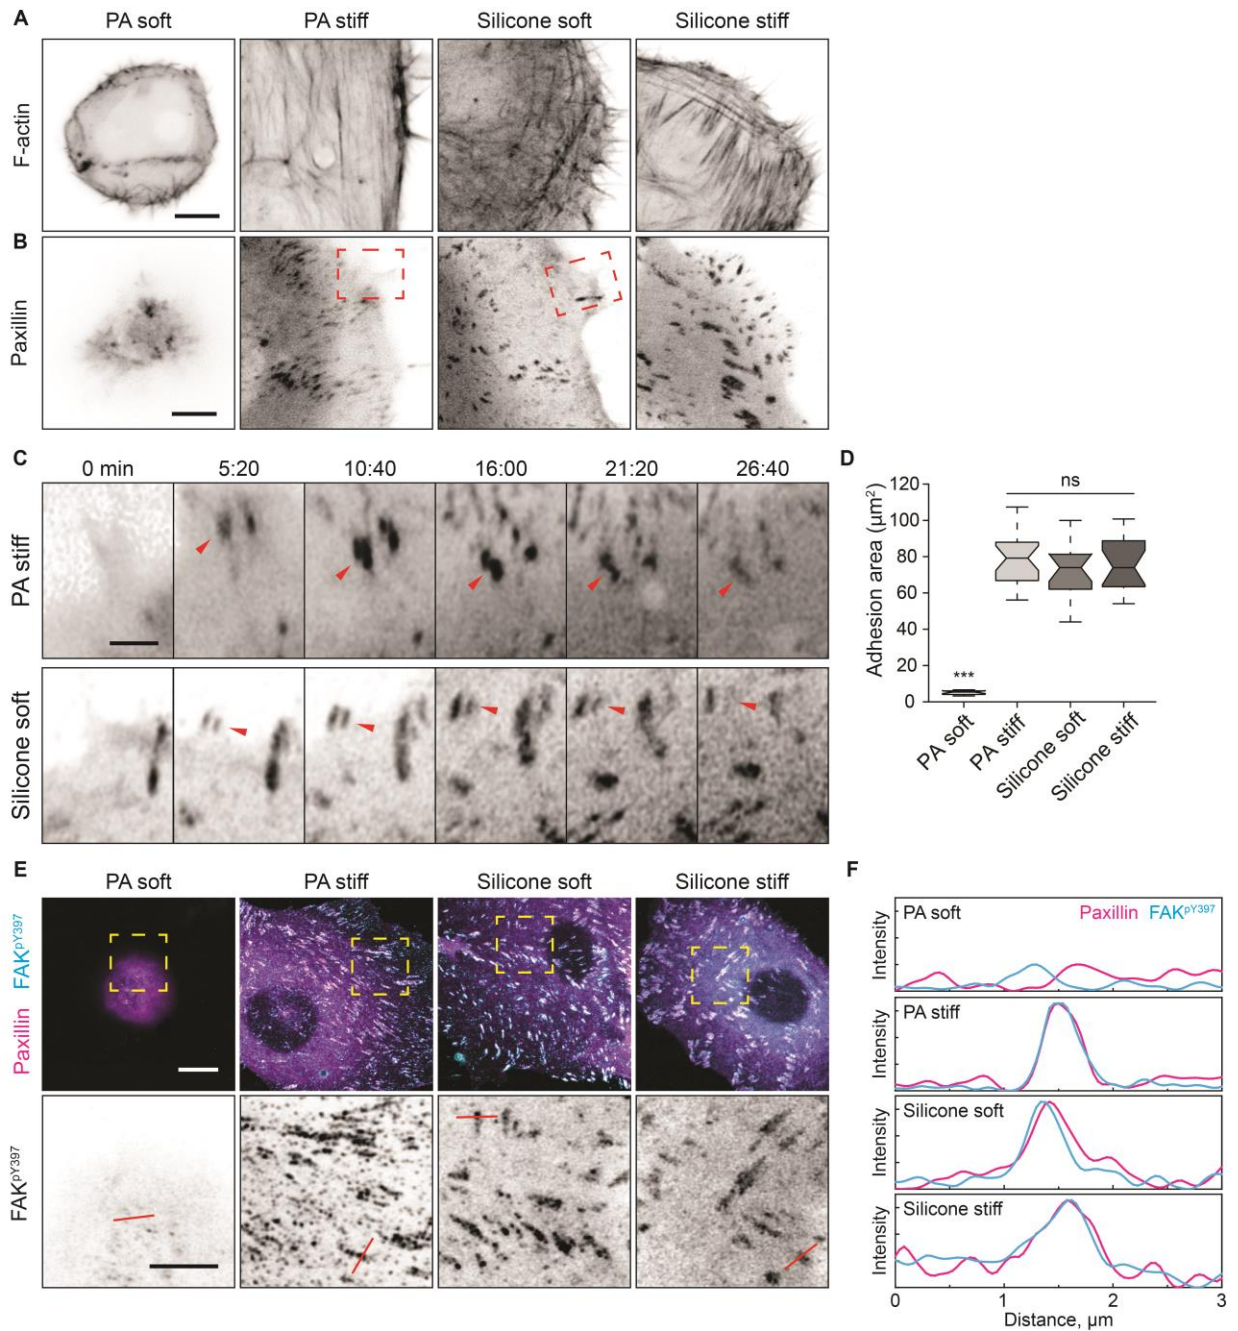 A
PA soft PA stiff Silicone soft Silicone stiff
F-actin
B
Paxillin
C
0 min 5:20 10:40 16:00 21:20 26:40
PA stiff
Silicone soft
D
Adhesion area (µm²)
120
100
80
60
40
20
0
ns
***
PA soft
PA stiff
Silicone soft
Silicone stiff
E
PA soft PA stiff Silicone soft Silicone stiff
Paxillin FAKpY397
FAKpY397
F
PA soft Paxillin FAKpY397
Intensity
PA stiff
Intensity
Silicone soft
Intensity
Silicone stiff
Intensity
0 1 2 3
Distance, µm